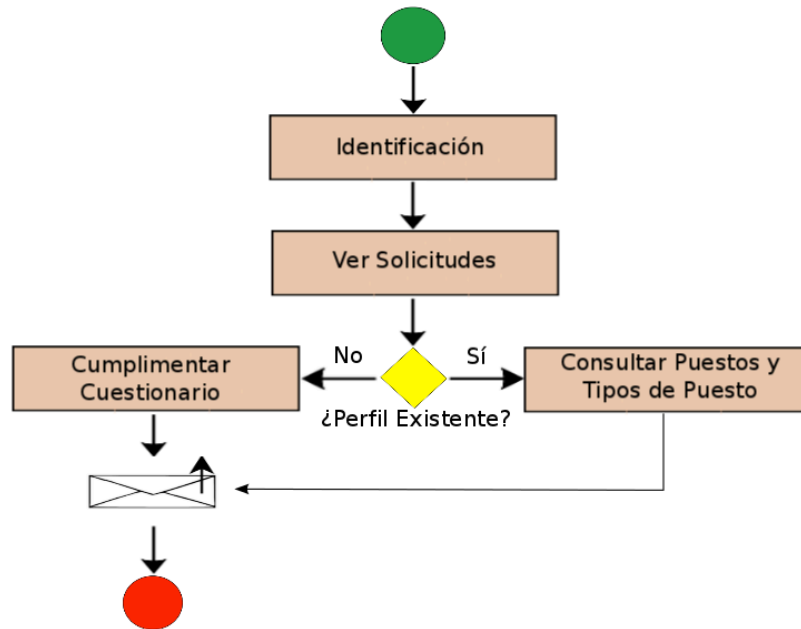 Identificación
Ver Solicitudes
No
Sí
Cumplimentar
Cuestionario
¿Perfil Existente?
Consultar Puestos y
Tipos de Puesto